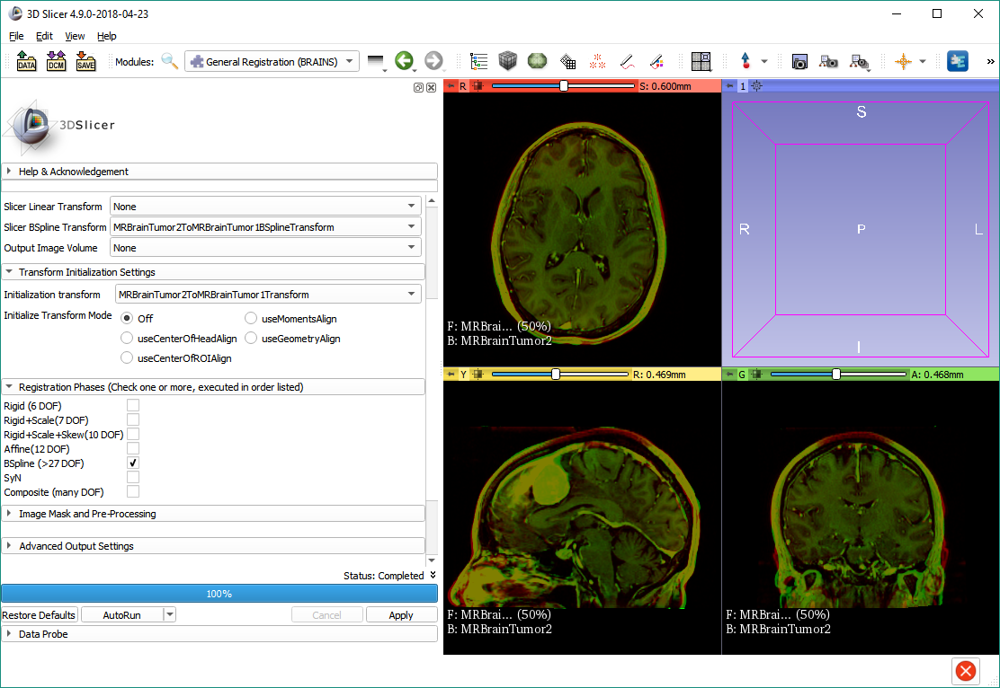 3D Slicer 4.9.0-2018-04-23
File Edit View Help
DATA DCM SAVE Modules: General Registration (BRAINS)
3DSlicer
Help & Acknowledgement
Slicer Linear Transform None
Slicer BSpline Transform MRBrainTumor2ToMRBrainTumor1BSplineTransform
Output Image Volume None
Transform Initialization Settings
Initialization transform MRBrainTumor2ToMRBrainTumor1Transform
Initialize Transform Mode Off useMomentsAlign
useCenterOfHeadAlign useGeometryAlign
useCenterOfROIAlign
Registration Phases (Check one or more, executed in order listed)
Rigid (6 DOF)
Rigid+Scale(7 DOF)
Rigid+Scale+Skew(10 DOF)
Affine(12 DOF)
BSpline (>27 DOF)
SyN
Composite (many DOF)
Image Mask and Pre-Processing
Advanced Output Settings
Status: Completed
100%
Restore Defaults AutoRun Cancel Apply
Data Probe
R S: 0.600mm
F: MRBrai... (50%)
B: MRBrainTumor2
1
S
R P L
I
Y R: 0.469mm
F: MRBrai... (50%)
B: MRBrainTumor2
G A: 0.468mm
F: MRBrai... (50%)
B: MRBrainTumor2